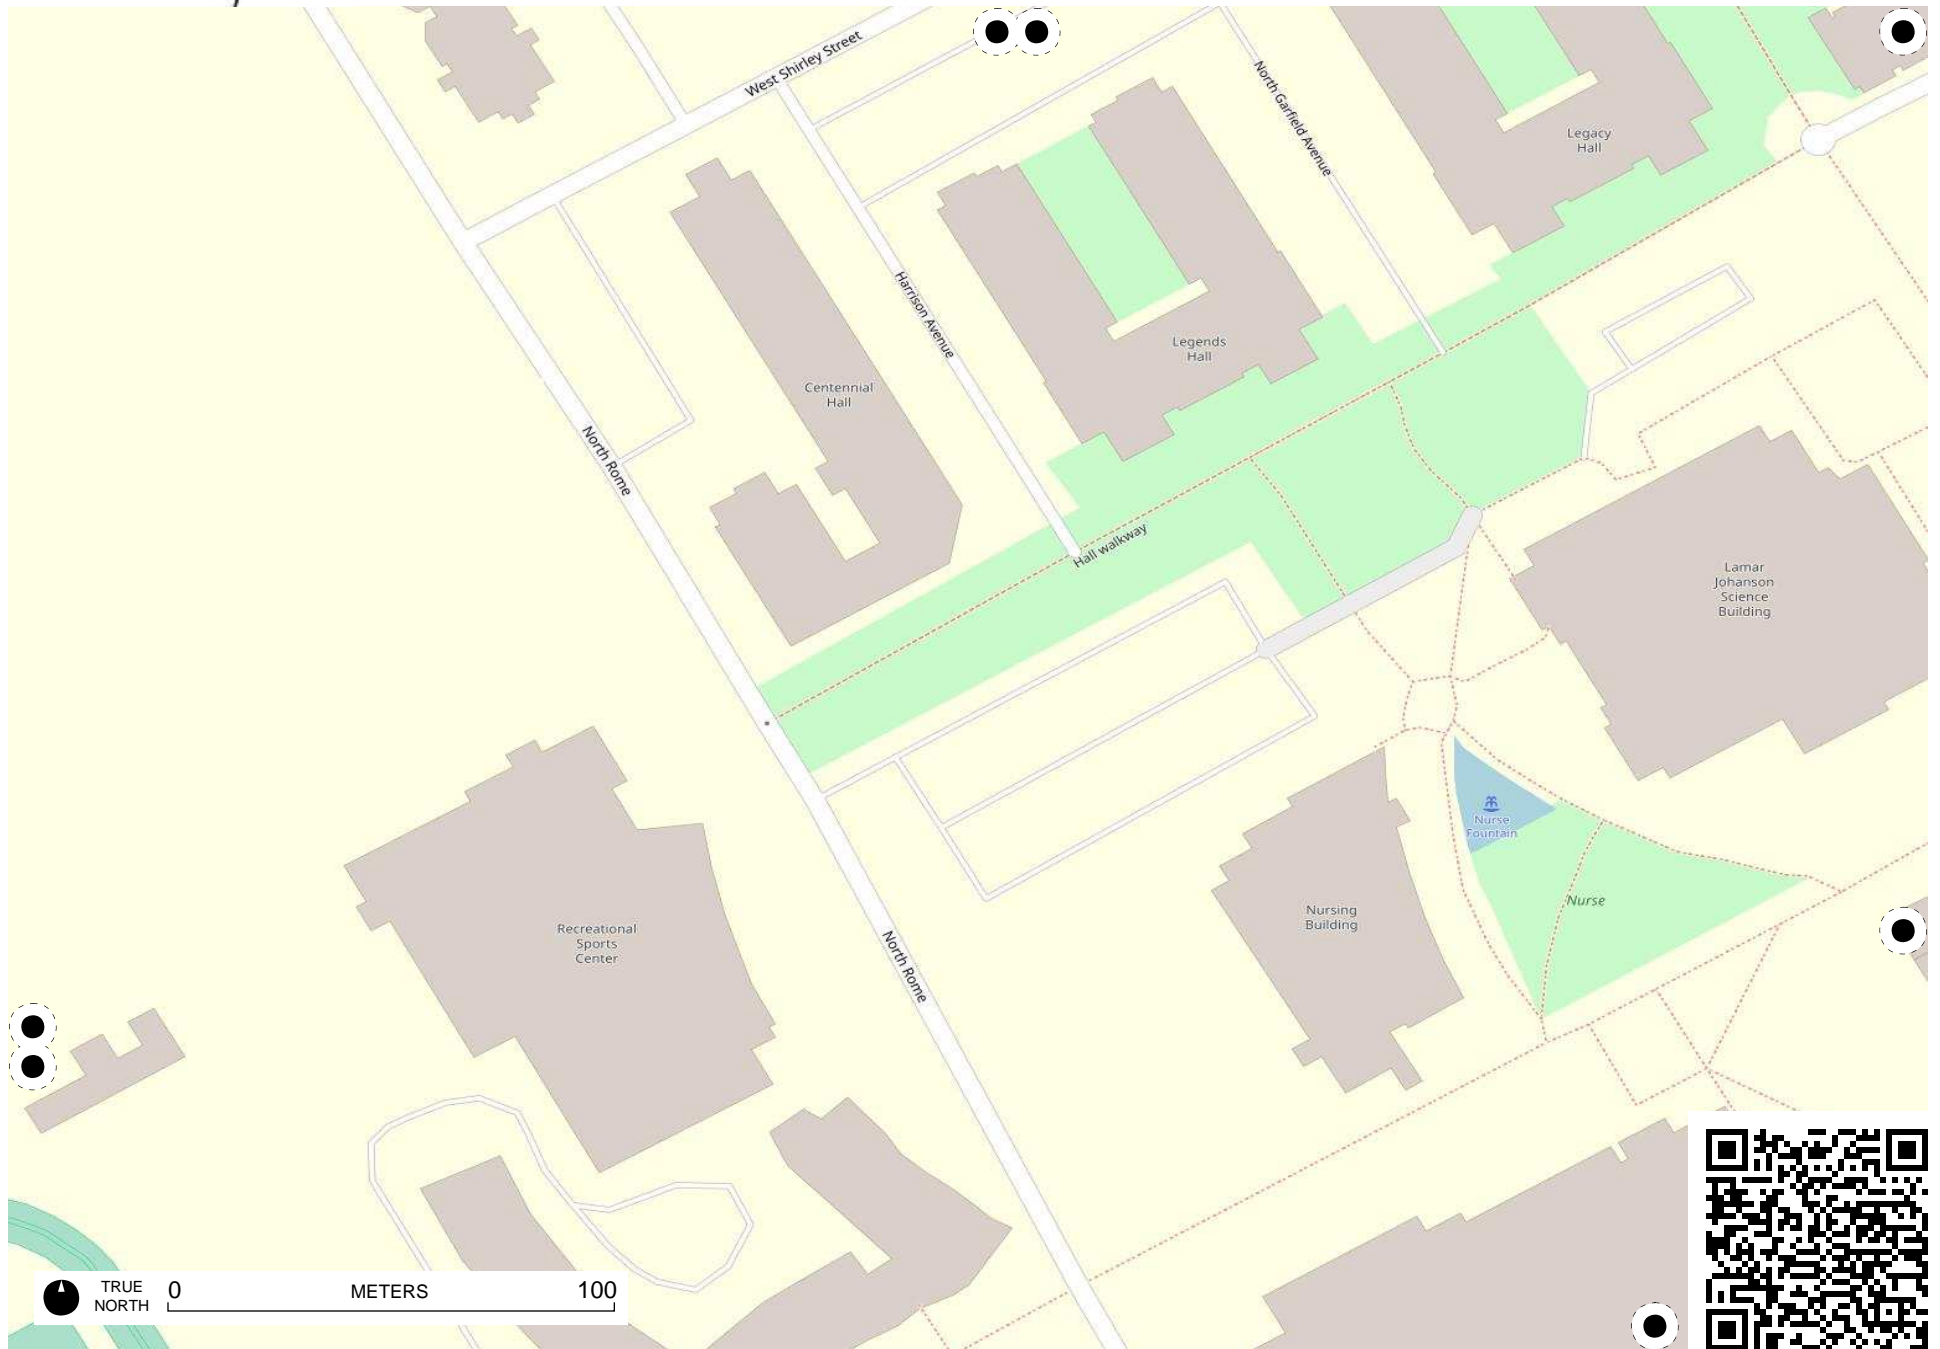 West Shirley Street
North Garfield Avenue
Legacy
Hall
Harrison Avenue
Legends
Hall
Centennial
Hall
North Rome
Hall walkway
Lamar
Johanson
Science
Building
Nurse
Fountain
Nurse
Nursing
Building
Recreational
Sports
Center
North Rome
TRUE
NORTH
0 METERS 100